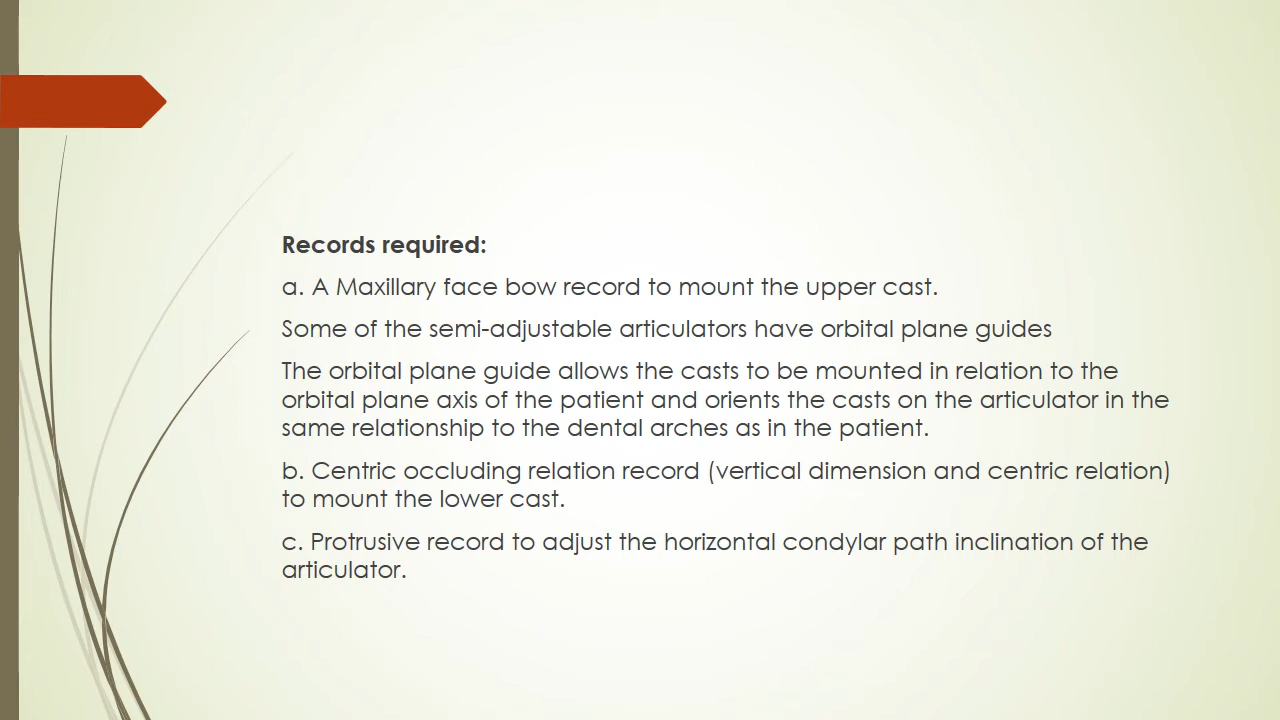 Records required:
a. A Maxillary face bow record to mount the upper cast.
Some of the semi-adjustable articulators have orbital plane guides
The orbital plane guide allows the casts to be mounted in relation to the
orbital plane axis of the patient and orients the casts on the articulator in the
same relationship to the dental arches as in the patient.
b. Centric occluding relation record (vertical dimension and centric relation)
to mount the lower cast.
c. Protrusive record to adjust the horizontal condylar path inclination of the
articulator.